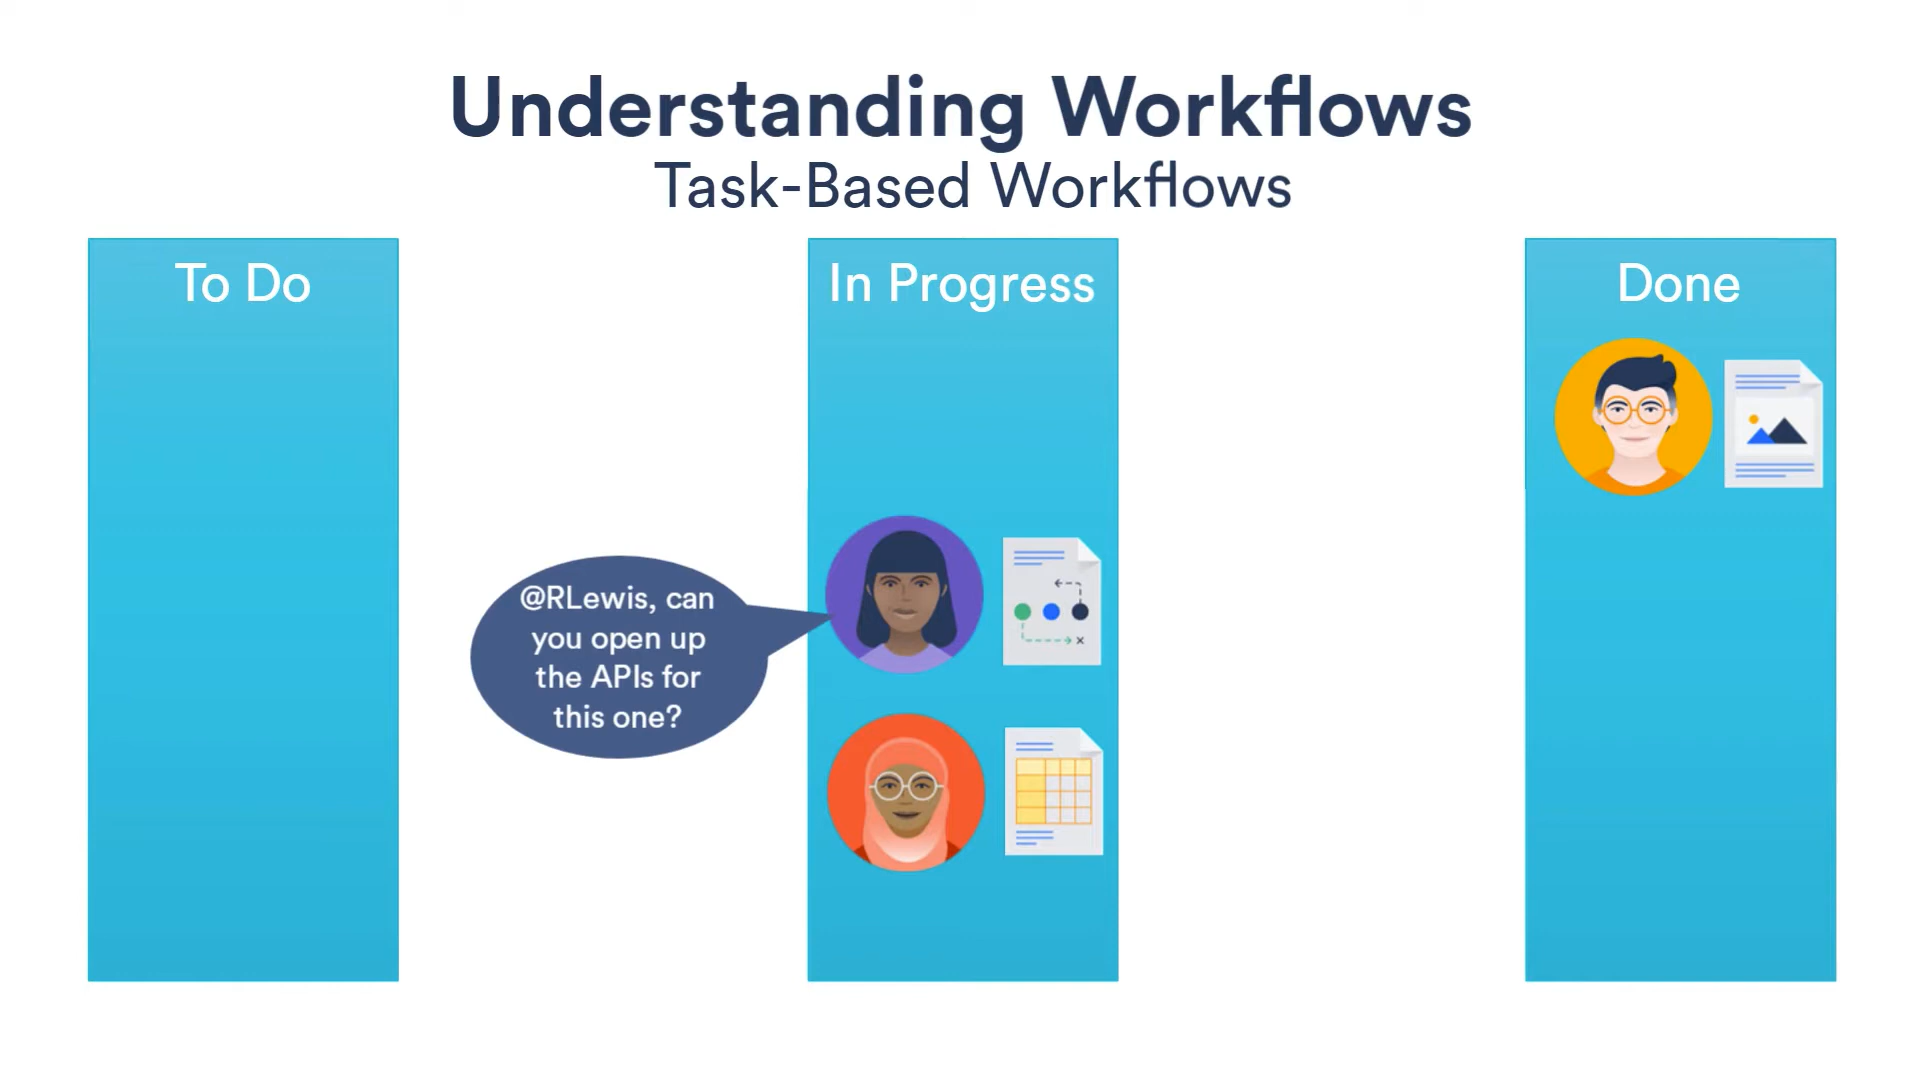 Understanding Workflows
Task-Based Workflows
To Do
In Progress
Done
@RLewis, can
you open up
the APIs for
this one?